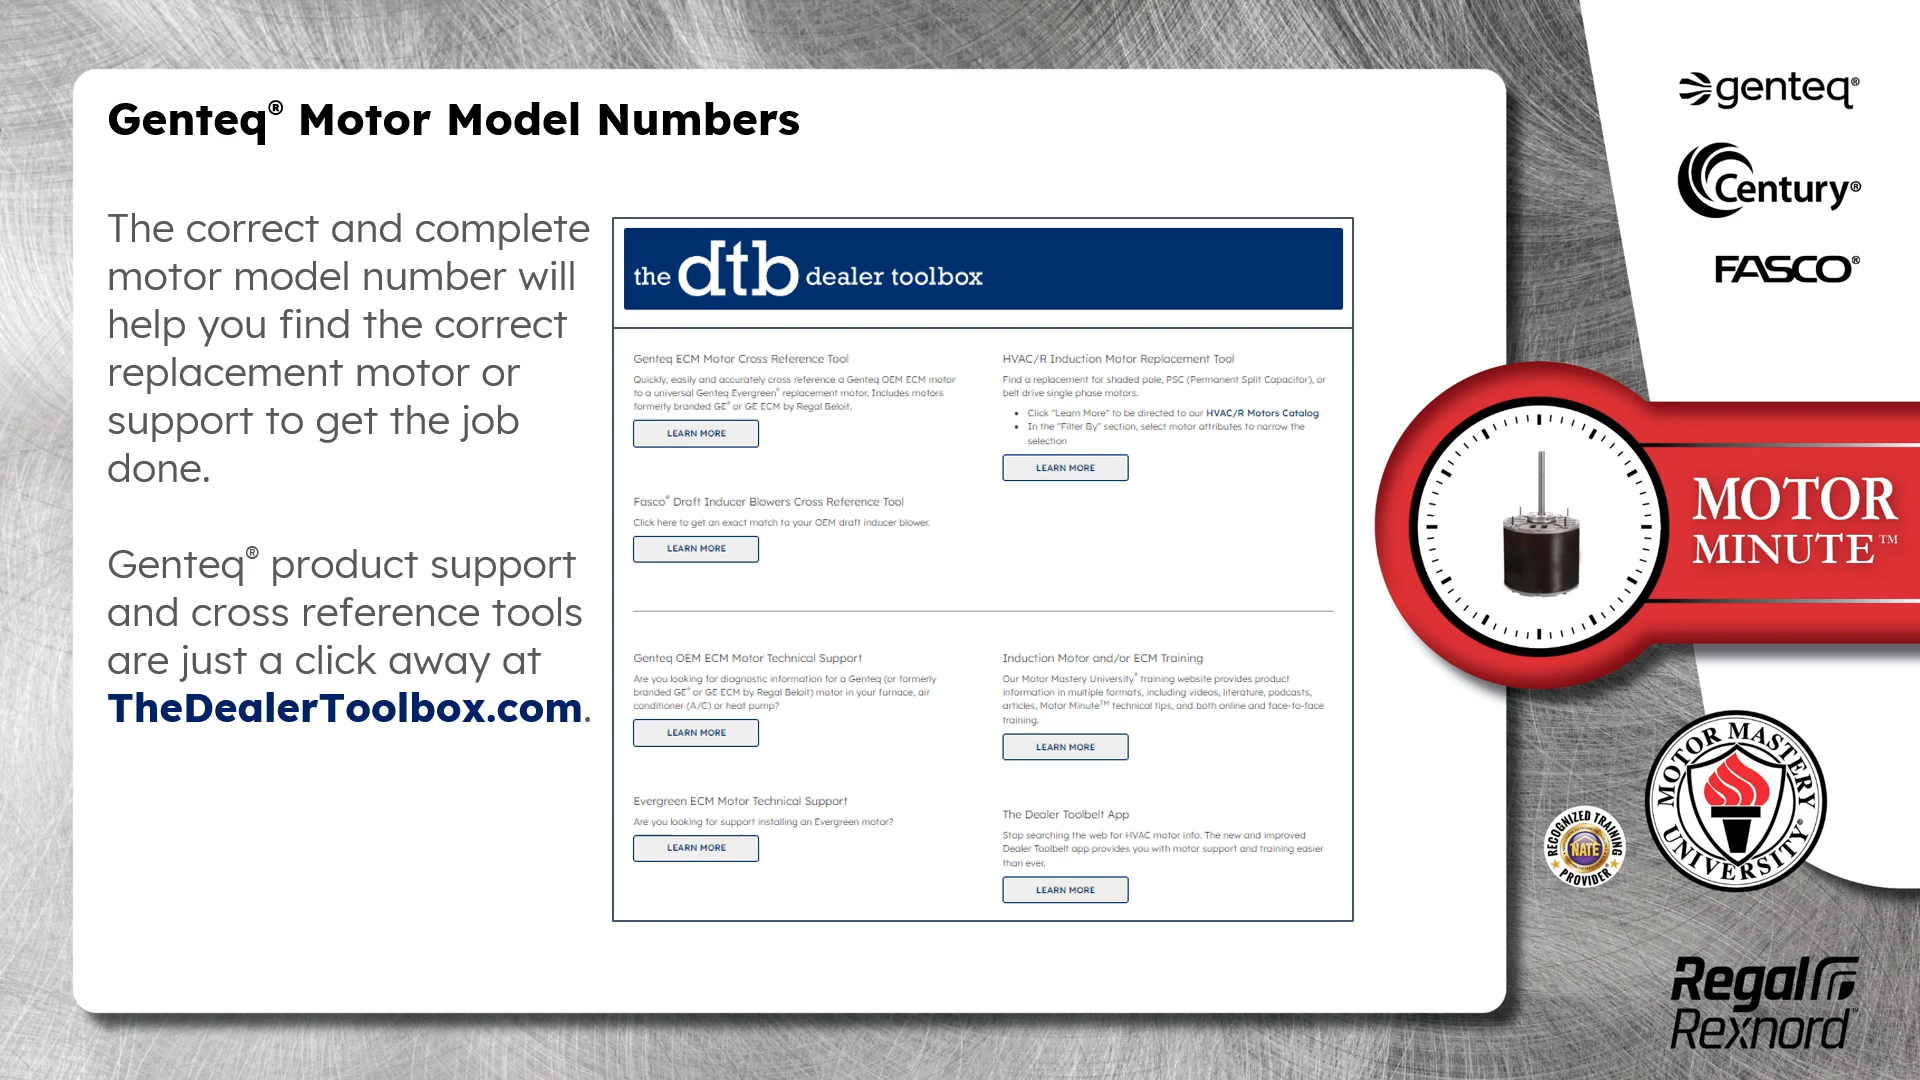 Genteq® Motor Model Numbers
The correct and complete
motor model number will
help you find the correct
replacement motor or
support to get the job
done.
Genteq® product support
and cross reference tools
are just a click away at
TheDealerToolbox.com.
the dtb dealer toolbox
Genteq ECM Motor Cross Reference Tool
Quickly, easily and accurately cross reference a Genteq OEM ECM motor
to a universal Genteq Evergreen® replacement motor. Includes motors
formerly branded GE® or GE ECM by Regal Beloit.
LEARN MORE
Fasco® Draft Inducer Blowers Cross Reference Tool
Click here to get an exact match to your OEM draft inducer blower.
LEARN MORE
HVAC/R Induction Motor Replacement Tool
Find a replacement for shaded pole, PSC (Permanent Split Capacitor), or
belt drive single phase motors.
• Click "Learn More" to be directed to our HVAC/R Motors Catalog
• In the "Filter By" section, select motor attributes to narrow the
selection
LEARN MORE
Genteq OEM ECM Motor Technical Support
Are you looking for diagnostic information for a Genteq (or formerly
branded GE® or GE ECM by Regal Beloit) motor in your furnace, air
conditioner (A/C) or heat pump?
LEARN MORE
Evergreen ECM Motor Technical Support
Are you looking for support installing an Evergreen motor?
LEARN MORE
Induction Motor and/or ECM Training
Our Motor Mastery University® training website provides product
information in multiple formats, including videos, literature, podcasts,
articles, Motor Minute™ technical tips, and both online and face-to-face
training.
LEARN MORE
The Dealer Toolbelt App
Stop searching the web for HVAC motor info. The new and improved
Dealer Toolbelt app provides you with motor support and training easier
than ever.
LEARN MORE
genteq®
Century®
FASCO®
MOTOR
MINUTE™
MOTOR MASTERY
UNIVERSITY®
RECOGNIZED TRAINING
NATE
PROVIDER
Regal
Rexnord™